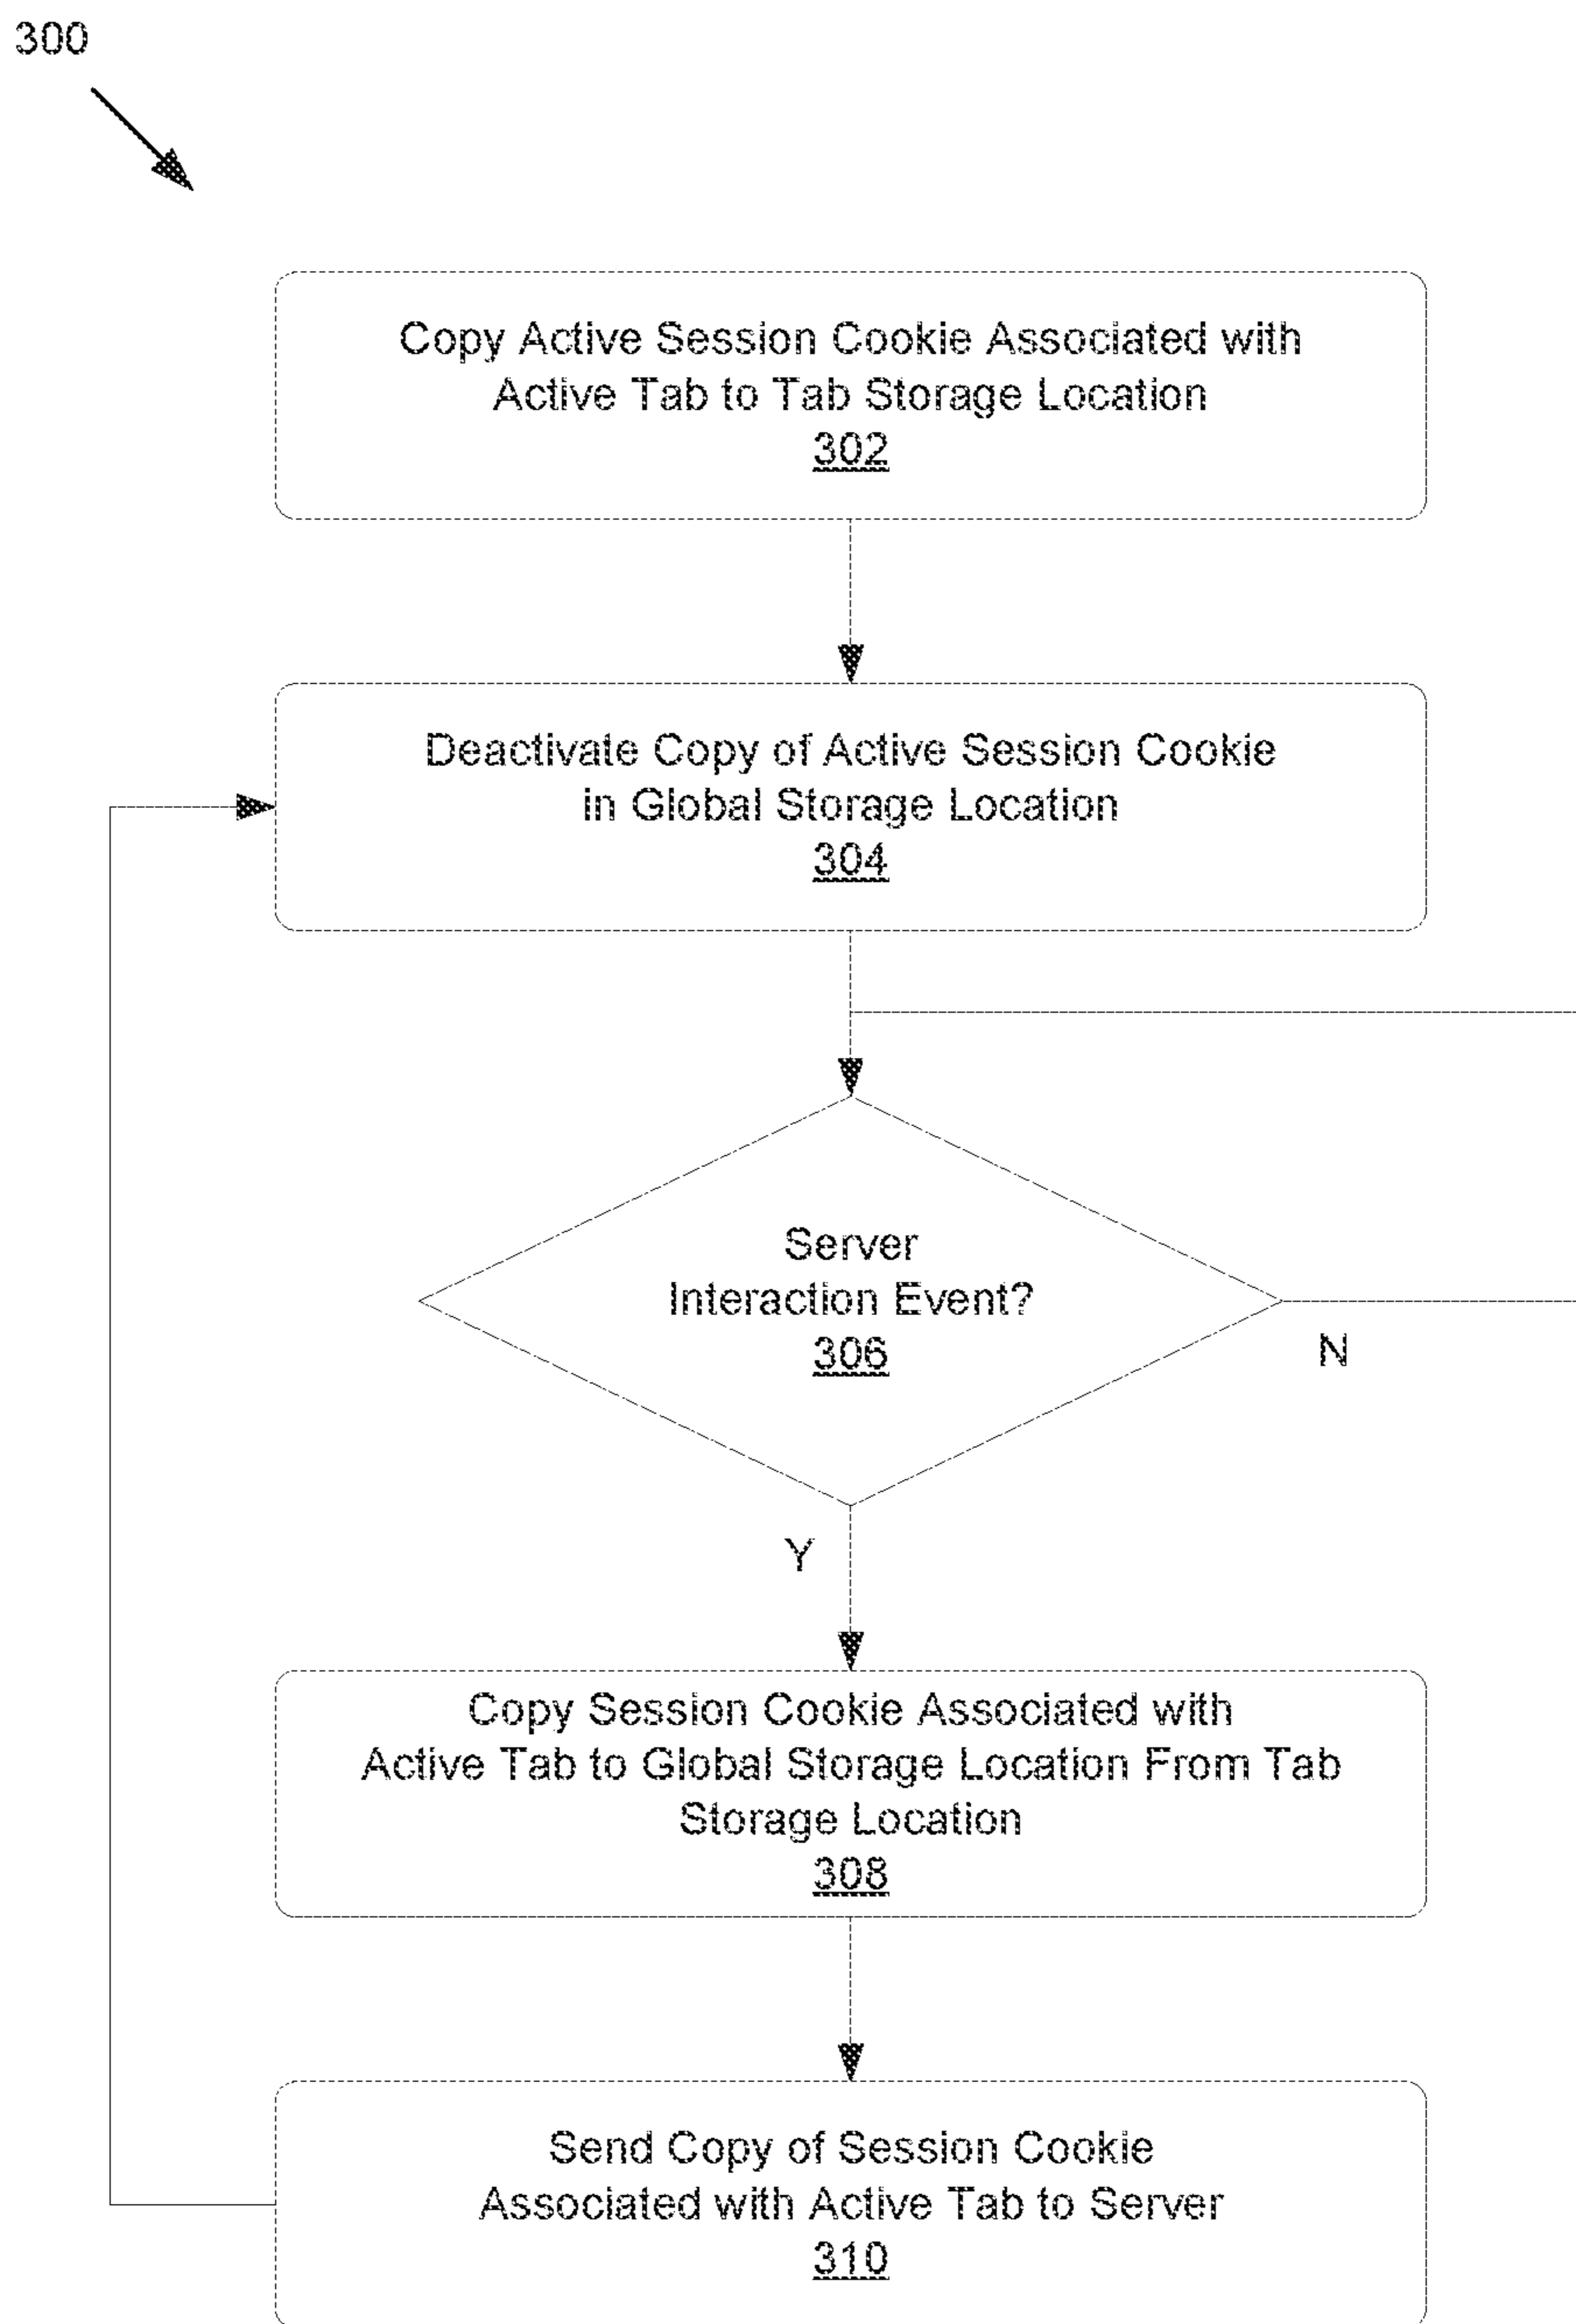 300
Copy Active Session Cookie Associated with
Active Tab to Tab Storage Location
302
Deactivate Copy of Active Session Cookie
in Global Storage Location
304
Server
Interaction Event?
306
N
Y
Copy Session Cookie Associated with
Active Tab to Global Storage Location From Tab
Storage Location
308
Send Copy of Session Cookie
Associated with Active Tab to Server
310